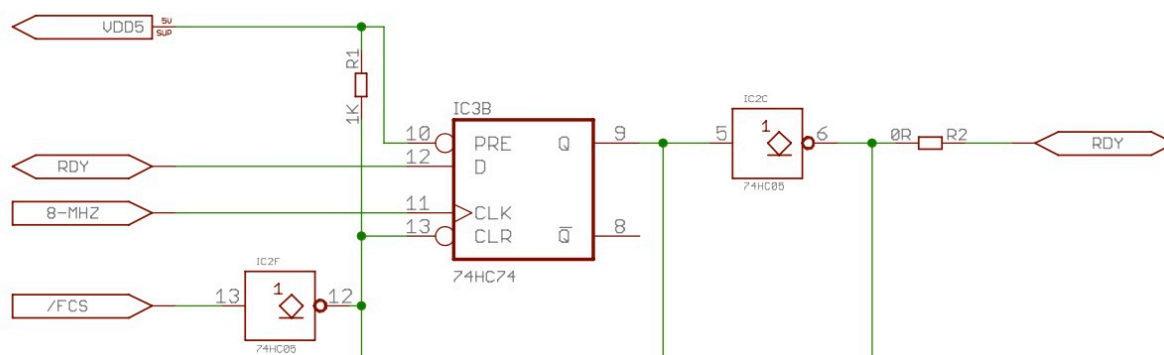 VDD5
5V
SUP
R1
1K
IC3B
10
PRE
Q
9
12
D
11
CLK
13
CLR
Q
8
74HC74
IC2C
5
1
6
74HC05
0R
R2
RDY
RDY
8-MHZ
IC2F
/FCS
13
1
12
74HC05